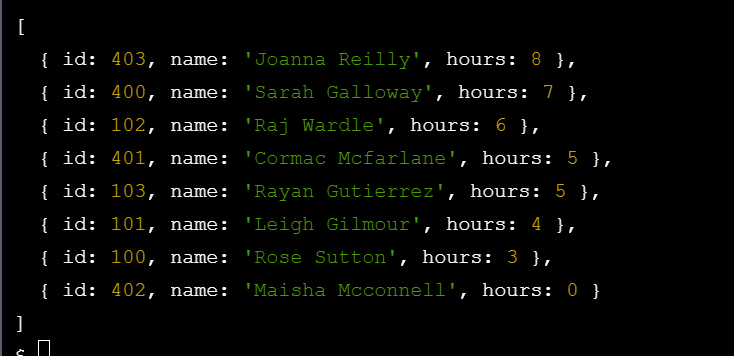 [
  { id: 403, name: 'Joanna Reilly', hours: 8 },
  { id: 400, name: 'Sarah Galloway', hours: 7 },
  { id: 102, name: 'Raj Wardle', hours: 6 },
  { id: 401, name: 'Cormac Mcfarlane', hours: 5 },
  { id: 103, name: 'Rayan Gutierrez', hours: 5 },
  { id: 101, name: 'Leigh Gilmour', hours: 4 },
  { id: 100, name: 'Rose Sutton', hours: 3 },
  { id: 402, name: 'Maisha Mcconnell', hours: 0 }
]
$